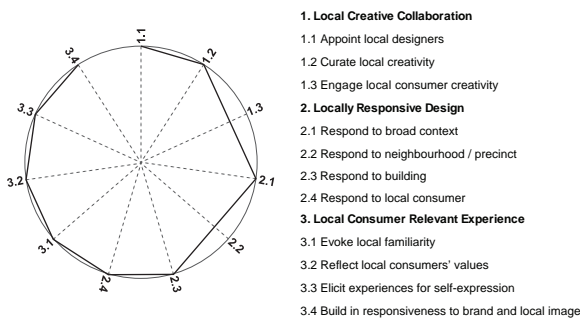 1.1
1.2
1.3
2.1
2.2
2.3
2.4
3.1
3.2
3.3
3.4
1. Local Creative Collaboration
1.1 Appoint local designers
1.2 Curate local creativity
1.3 Engage local consumer creativity
2. Locally Responsive Design
2.1 Respond to broad context
2.2 Respond to neighbourhood / precinct
2.3 Respond to building
2.4 Respond to local consumer
3. Local Consumer Relevant Experience
3.1 Evoke local familiarity
3.2 Reflect local consumers' values
3.3 Elicit experiences for self-expression
3.4 Build in responsiveness to brand and local image